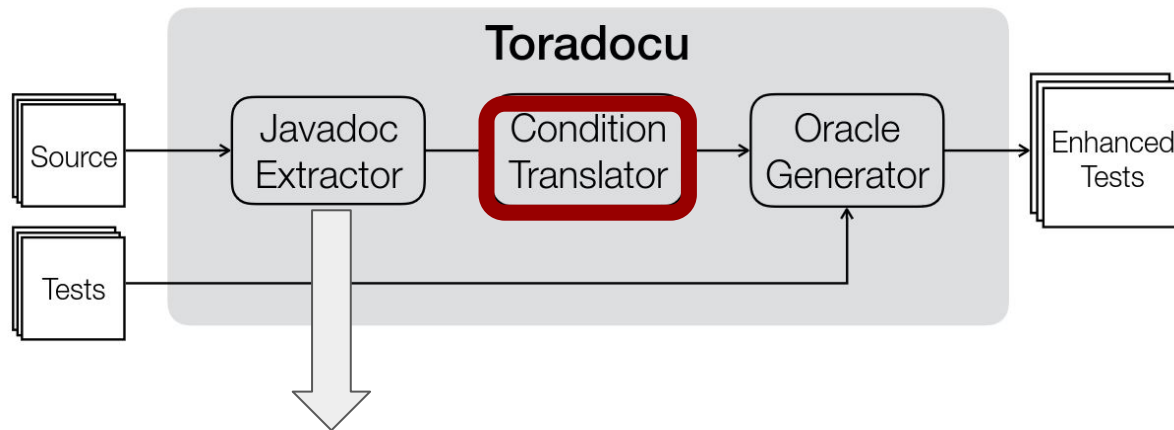 Toradocu
Source
Javadoc
Extractor
Condition
Translator
Oracle
Generator
Enhanced
Tests
Tests